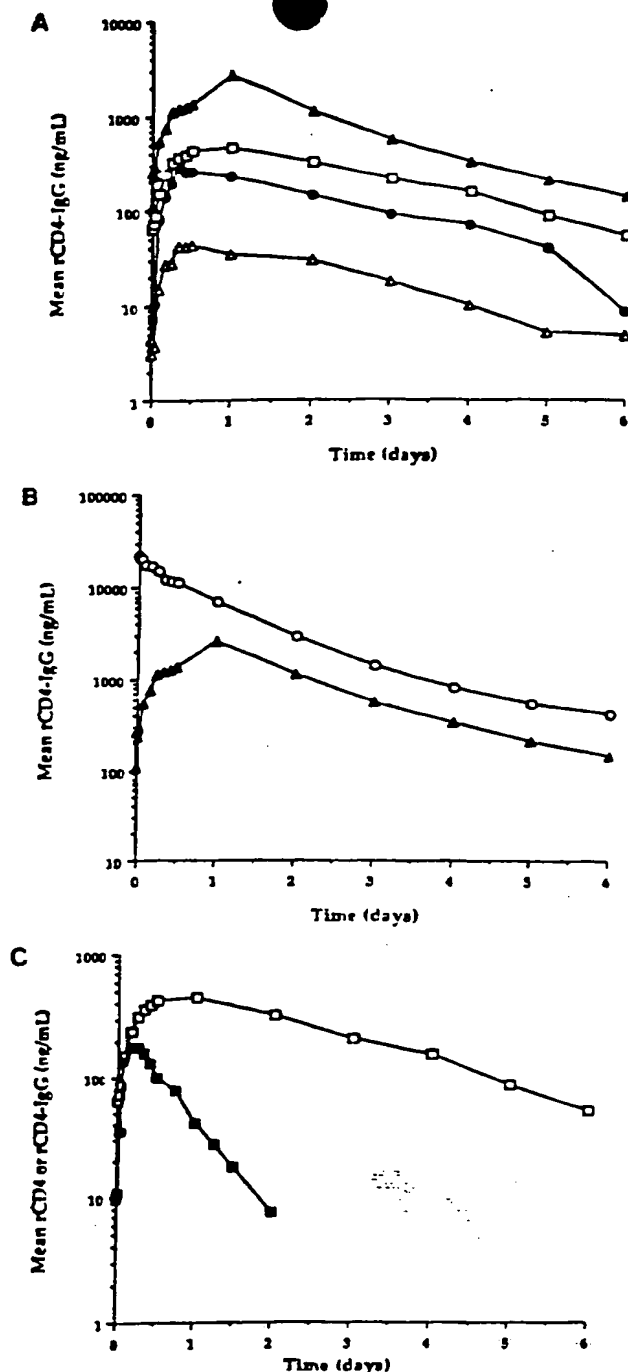 A
10000
1000
100
10
1
Mean rCD4-IgG (ng/mL)
0 1 2 3 4 5 6
Time (days)
B
100000
10000
1000
100
10
Mean rCD4-IgG (ng/mL)
0 1 2 3 4 5 6
Time (days)
C
1000
100
10
1
Mean rCD4 or rCD4-IgG (ng/mL)
0 1 2 3 4 5 6
Time (days)